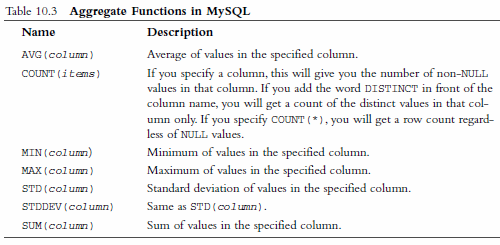 Table 10.3 Aggregate Functions in MySQL
Name Description
AVG(column) Average of values in the specified column.
COUNT(items) If you specify a column, this will give you the number of non-NULL
values in that column. If you add the word DISTINCT in front of the
column name, you will get a count of the distinct values in that col-
umn only. If you specify COUNT(*), you will get a row count regard-
less of NULL values.
MIN(column) Minimum of values in the specified column.
MAX(column) Maximum of values in the specified column.
STD(column) Standard deviation of values in the specified column.
STDDEV(column) Same as STD(column).
SUM(column) Sum of values in the specified column.